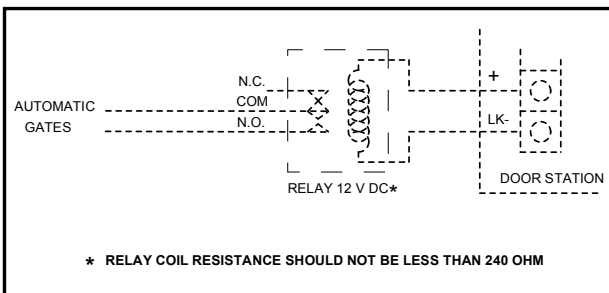 N.C.
COM
N.O.
AUTOMATIC
GATES
+
LK-
RELAY 12 V DC*
DOOR STATION
* RELAY COIL RESISTANCE SHOULD NOT BE LESS THAN 240 OHM